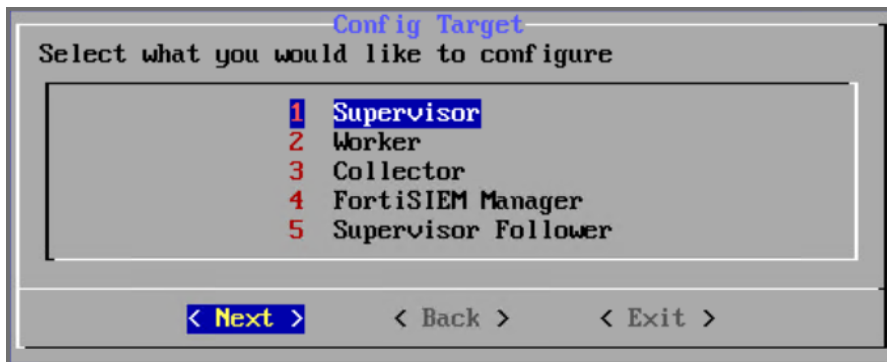 Config Target
Select what you would like to configure
1 Supervisor
2 Worker
3 Collector
4 FortiSIEM Manager
5 Supervisor Follower
< Next > < Back > < Exit >